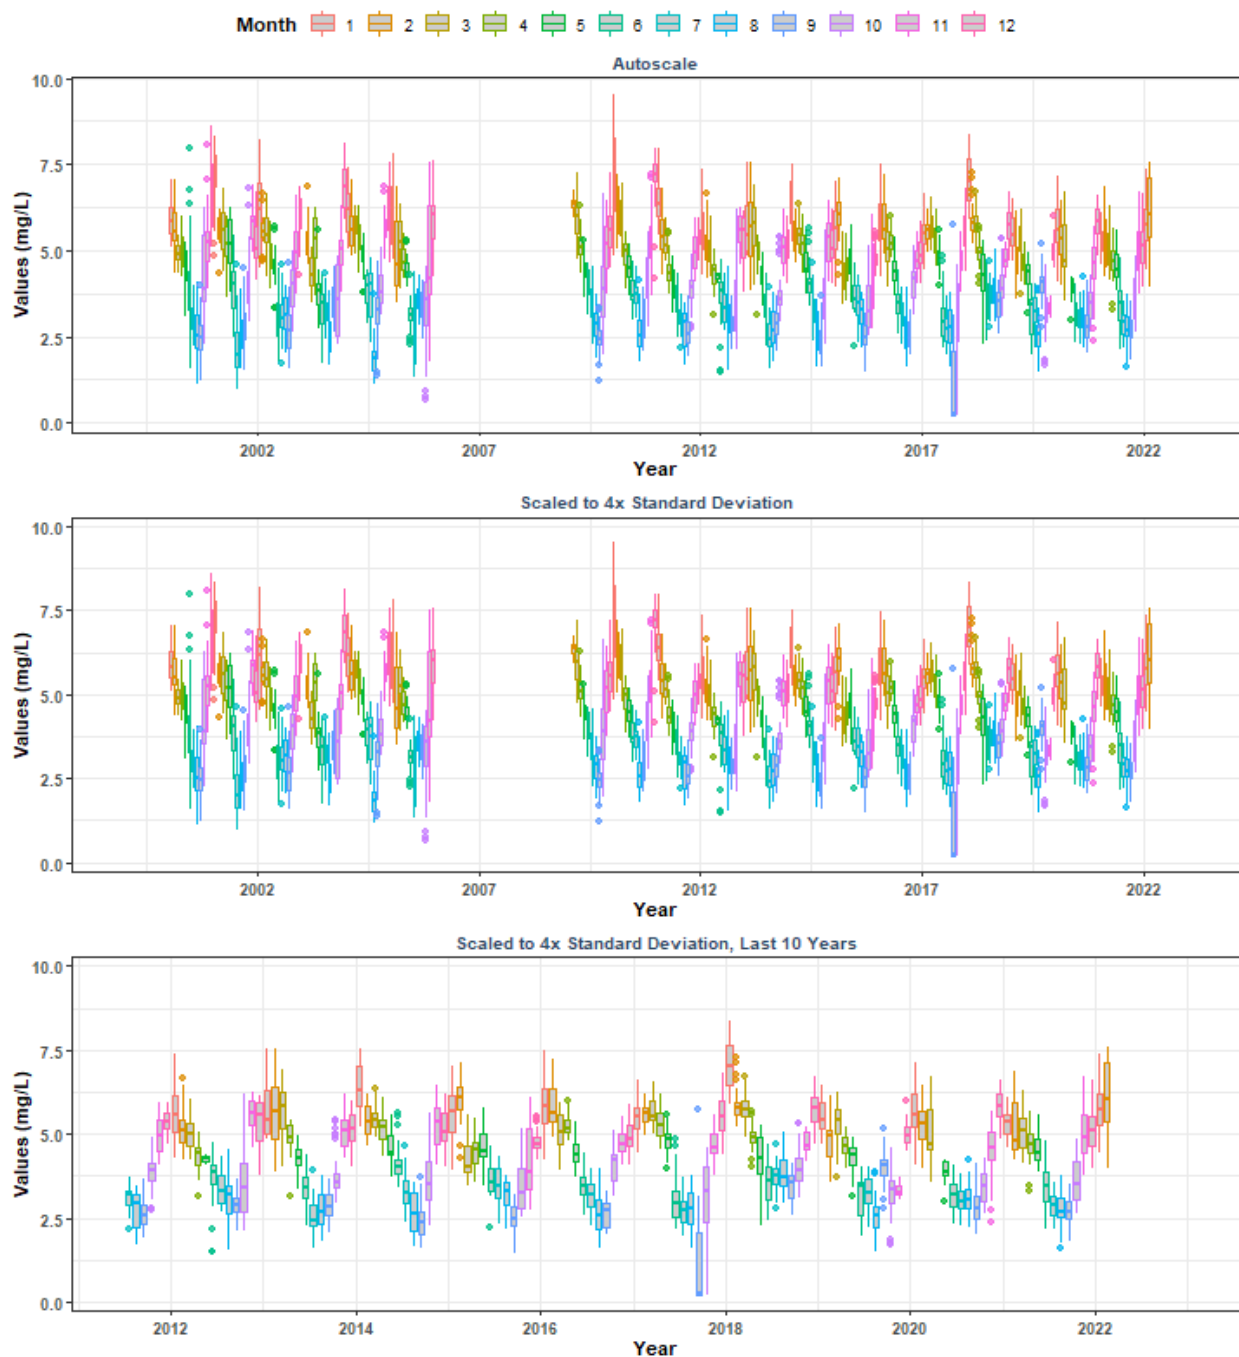 Month 1 2 3 4 5 6 7 8 9 10 11 12
Autoscale
10.0
7.5
5.0
2.5
0.0
Values (mg/L)
2002 2007 2012 2017 2022
Year
Scaled to 4x Standard Deviation
10.0
7.5
5.0
2.5
0.0
Values (mg/L)
2002 2007 2012 2017 2022
Year
Scaled to 4x Standard Deviation, Last 10 Years
10.0
7.5
5.0
2.5
0.0
Values (mg/L)
2012 2014 2016 2018 2020 2022
Year